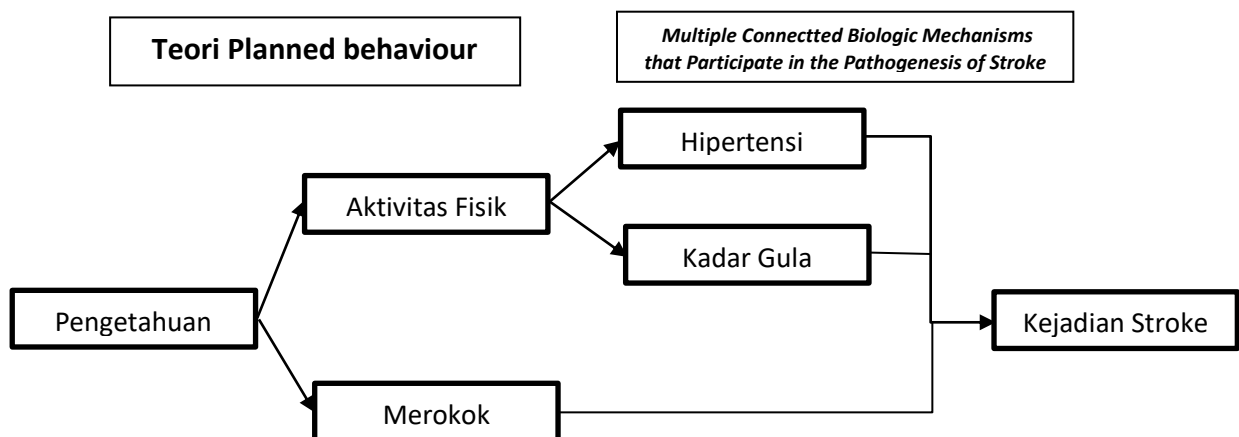 Teori Planned behaviour
Multiple Connectted Biologic Mechanisms
that Participate in the Pathogenesis of Stroke
Hipertensi
Aktivitas Fisik
Kadar Gula
Pengetahuan
Kejadian Stroke
Merokok